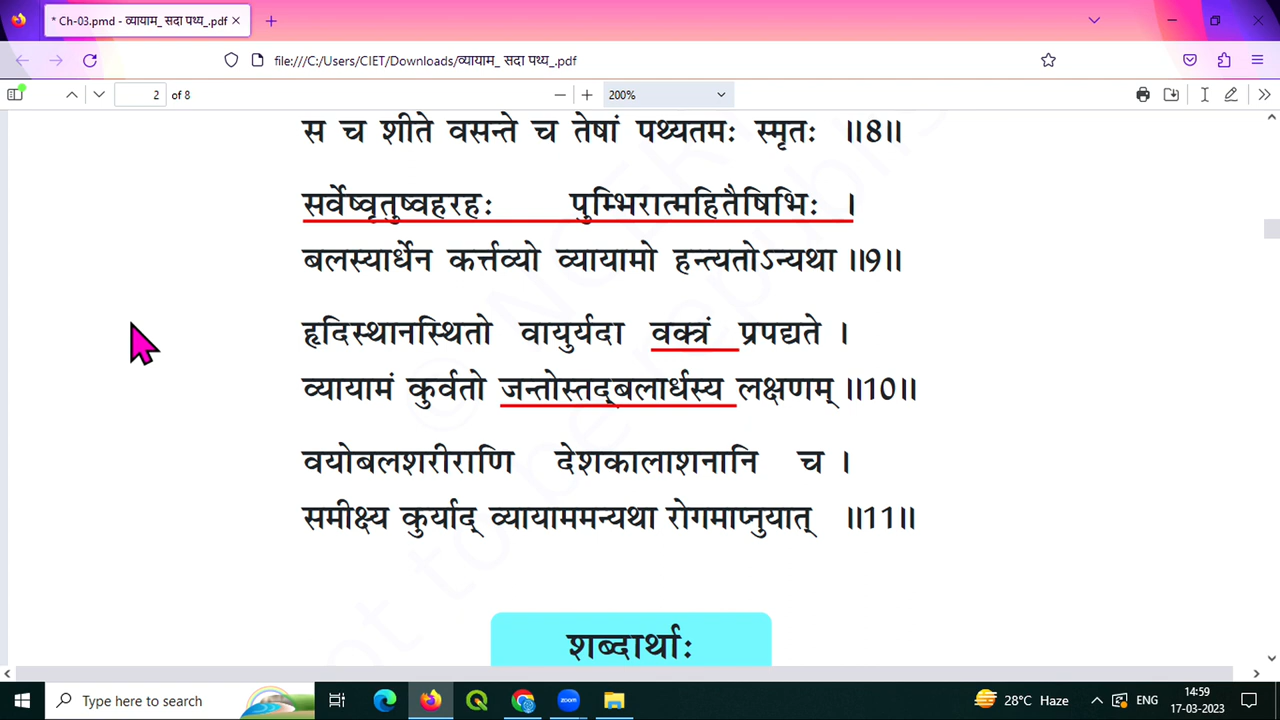 * Ch-03.pmd - व्यायाम_ सदा पथ्य_.pdf
file:///C:/Users/CIET/Downloads/व्यायाम_ सदा पथ्य_.pdf
2 of 8
200%
स च शीते वसन्ते च तेषां पथ्यतमः स्मृतः ॥8॥
सर्वेष्वृतुष्वहरहः पुम्भिरात्महितैषिभिः ।
बलस्यार्धेन कर्त्तव्यो व्यायामो हन्त्यतोऽन्यथा ॥9॥
हृदिस्थानस्थितो वायुर्यदा वक्त्रं प्रपद्यते ।
व्यायामं कुर्वतो जन्तोस्तद्बलार्धस्य लक्षणम् ॥10॥
वयोबलशरीराणि देशकालाशनानि च ।
समीक्ष्य कुर्याद् व्यायाममन्यथा रोगमाप्नुयात् ॥11॥
शब्दार्थाः
Type here to search
zoom
28°C Haze
ENG
14:59
17-03-2023